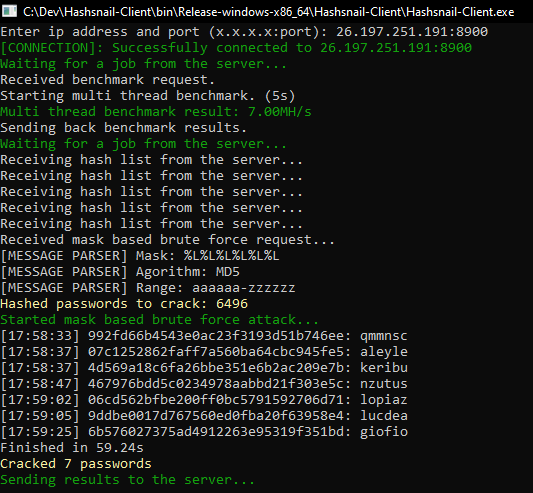 C:\Dev\Hashsnail-Client\bin\Release-windows-x86_64\Hashsnail-Client\Hashsnail-Client.exe
Enter ip address and port (x.x.x.x:port): 26.197.251.191:8900
[CONNECTION]: Successfully connected to 26.197.251.191:8900
Waiting for a job from the server...
Received benchmark request.
Starting multi thread benchmark. (5s)
Multi thread benchmark result: 7.00MH/s
Sending back benchmark results.
Waiting for a job from the server...
Receiving hash list from the server...
Receiving hash list from the server...
Receiving hash list from the server...
Receiving hash list from the server...
Receiving hash list from the server...
Received mask based brute force request...
[MESSAGE PARSER] Mask: %L%L%L%L%L%L
[MESSAGE PARSER] Agorithm: MD5
[MESSAGE PARSER] Range: aaaaaa-zzzzzz
Hashed passwords to crack: 6496
Started mask based brute force attack...
[17:58:33] 992fd66b4543e0ac23f3193d51b746ee: qmmnsc
[17:58:37] 07c1252862faff7a560ba64cbc945fe5: aleyle
[17:58:37] 4d569a18c6fa26bbe351e6b2ac209e7b: keribu
[17:58:47] 467976bdd5c0234978aabbd21f303e5c: nzutus
[17:59:02] 06cd562bfbe200ff0bc5791592706d71: lopiaz
[17:59:05] 9ddbe0017d767560ed0fba20f63958e4: lucdea
[17:59:25] 6b576027375ad4912263e95319f351bd: giofio
Finished in 59.24s
Cracked 7 passwords
Sending results to the server...